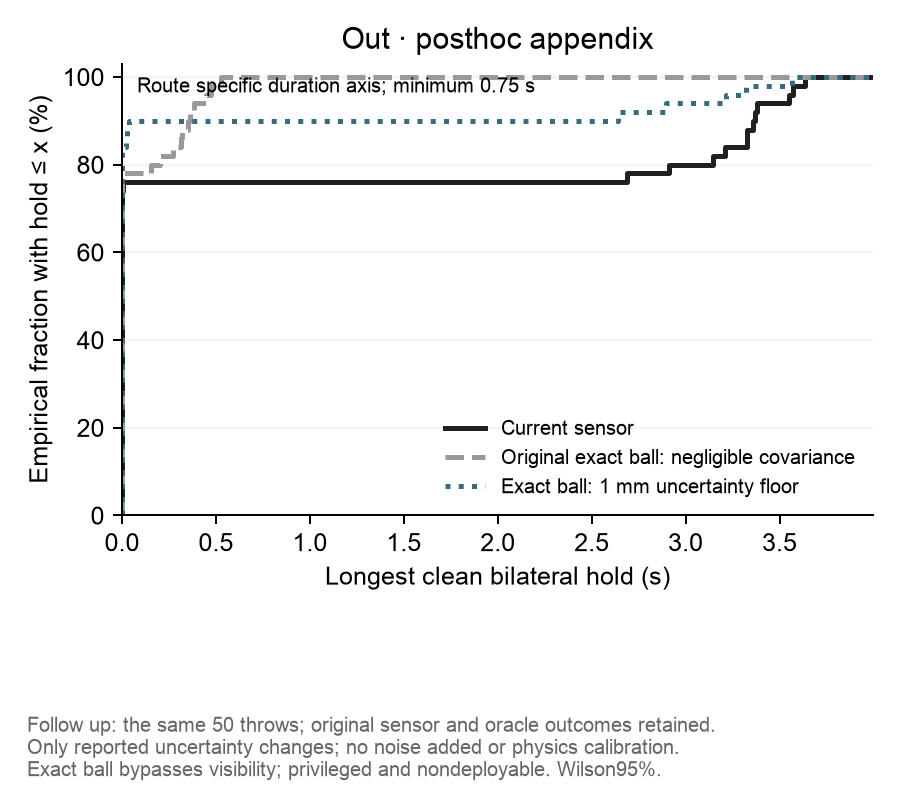 Out · posthoc appendix
Route specific duration axis; minimum 0.75 s
Empirical fraction with hold ≤ x (%)
100
80
60
40
20
0
Current sensor
Original exact ball: negligible covariance
Exact ball: 1 mm uncertainty floor
0.0 0.5 1.0 1.5 2.0 2.5 3.0 3.5
Longest clean bilateral hold (s)
Follow up: the same 50 throws; original sensor and oracle outcomes retained.
Only reported uncertainty changes; no noise added or physics calibration.
Exact ball bypasses visibility; privileged and nondeployable. Wilson95%.